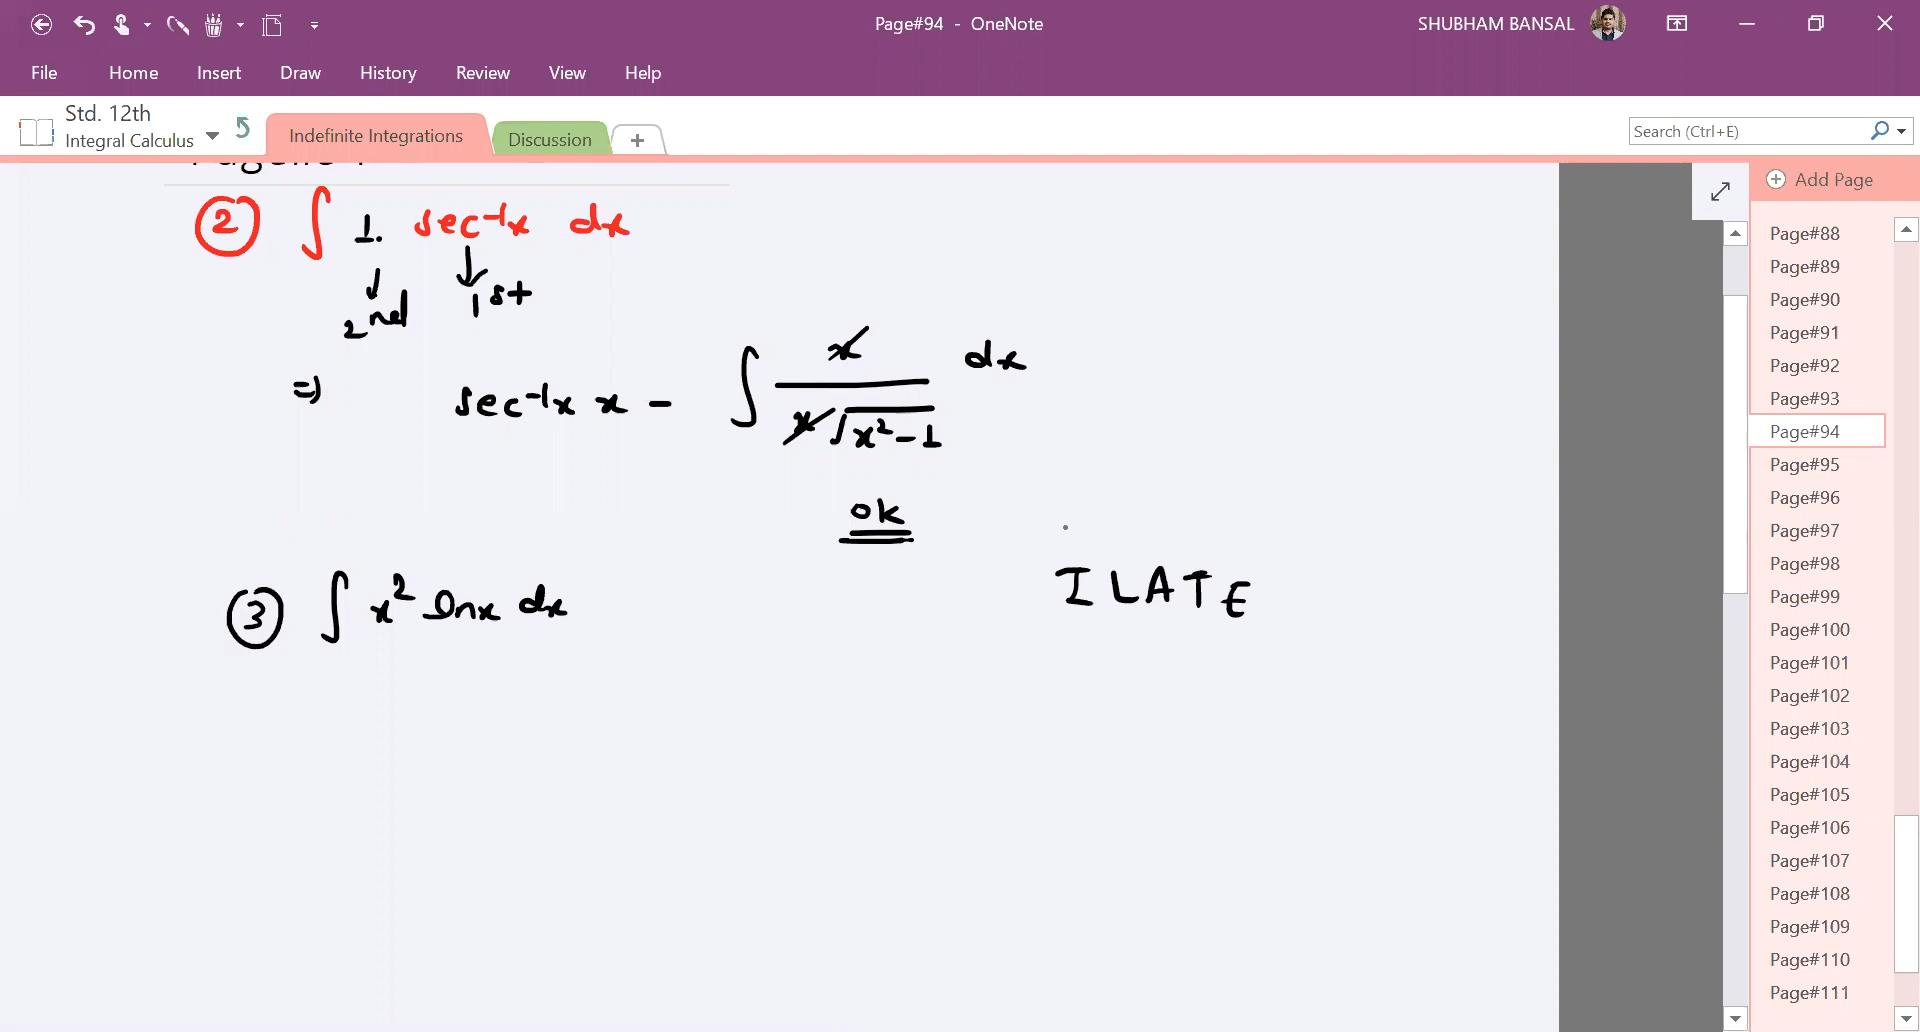 Page#94 - OneNote
SHUBHAM BANSAL
File Home Insert Draw History Review View Help
Std. 12th
Integral Calculus
Indefinite Integrations
Discussion
+
Search (Ctrl+E)
Add Page
② ∫ 1. sec⁻¹x dx
2nd 1st
⇒ sec⁻¹x x - ∫ x / x√x²-1 dx
ok
ILATE
③ ∫ x² lnx dx
Page#88
Page#89
Page#90
Page#91
Page#92
Page#93
Page#94
Page#95
Page#96
Page#97
Page#98
Page#99
Page#100
Page#101
Page#102
Page#103
Page#104
Page#105
Page#106
Page#107
Page#108
Page#109
Page#110
Page#111